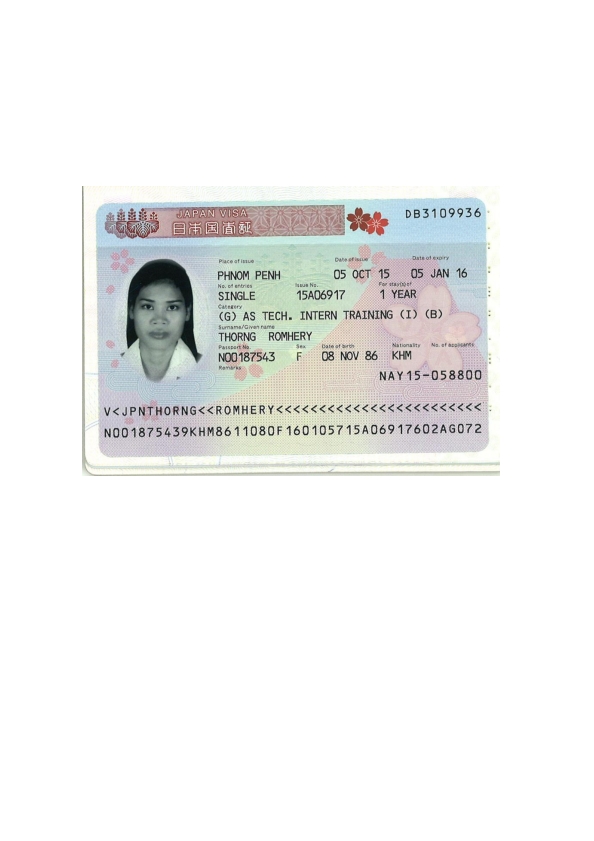 JAPAN VISA
日本国査証
DB3109936
Place of issue Date of issue Date of expiry
PHNOM PENH 05 OCT 15 05 JAN 16
No. of entries Issue No. Per stay(s)of
SINGLE 15A06917 1 YEAR
Category
(G) AS TECH. INTERN TRAINING (I) (B)
Surname/Given name
THORNG ROMHERY
Passport No. Sex Date of birth Nationality No. of applicants
N00187543 F 08 NOV 86 KHM
Remarks
NAY15-058800
V<JPNTHORNG<<ROMHERY<<<<<<<<<<<<<<<<<<<<<<<<
N001875439KHM8611080F160105715A06917602AG072